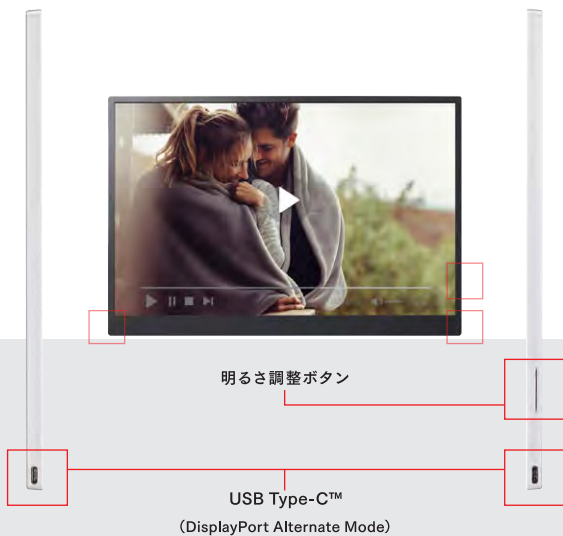 明るさ調整ボタン
USB Type-C™
（DisplayPort Alternate Mode）